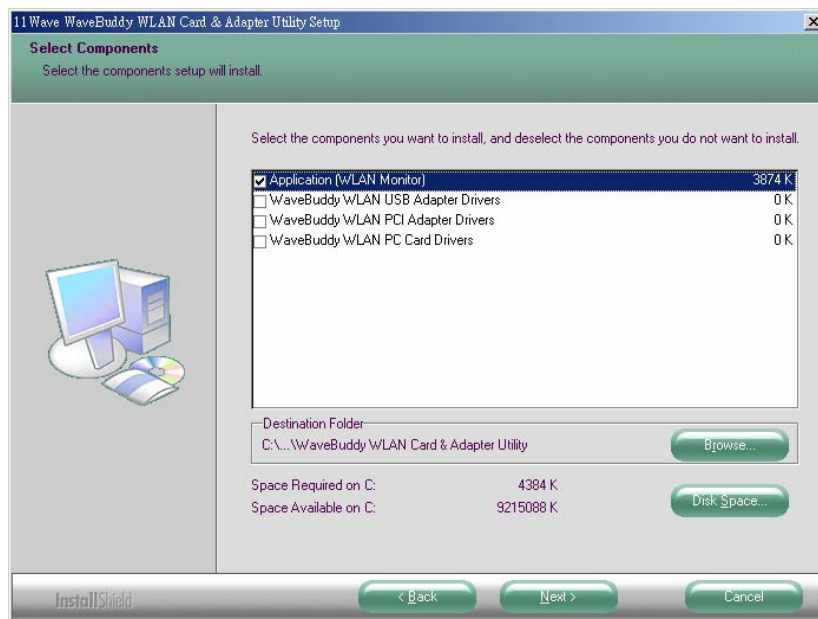 11Wave WaveBuddy WLAN Card & Adapter Utility Setup
Select Components
Select the components setup will install.
Select the components you want to install, and deselect the components you do not want to install.
Application (WLAN Monitor) 3874 K
WaveBuddy WLAN USB Adapter Drivers 0 K
WaveBuddy WLAN PCI Adapter Drivers 0 K
WaveBuddy WLAN PC Card Drivers 0 K
Destination Folder
C:\...\WaveBuddy WLAN Card & Adapter Utility
Browse...
Space Required on C: 4384 K
Space Available on C: 9215088 K
Disk Space...
InstallShield
< Back
Next >
Cancel